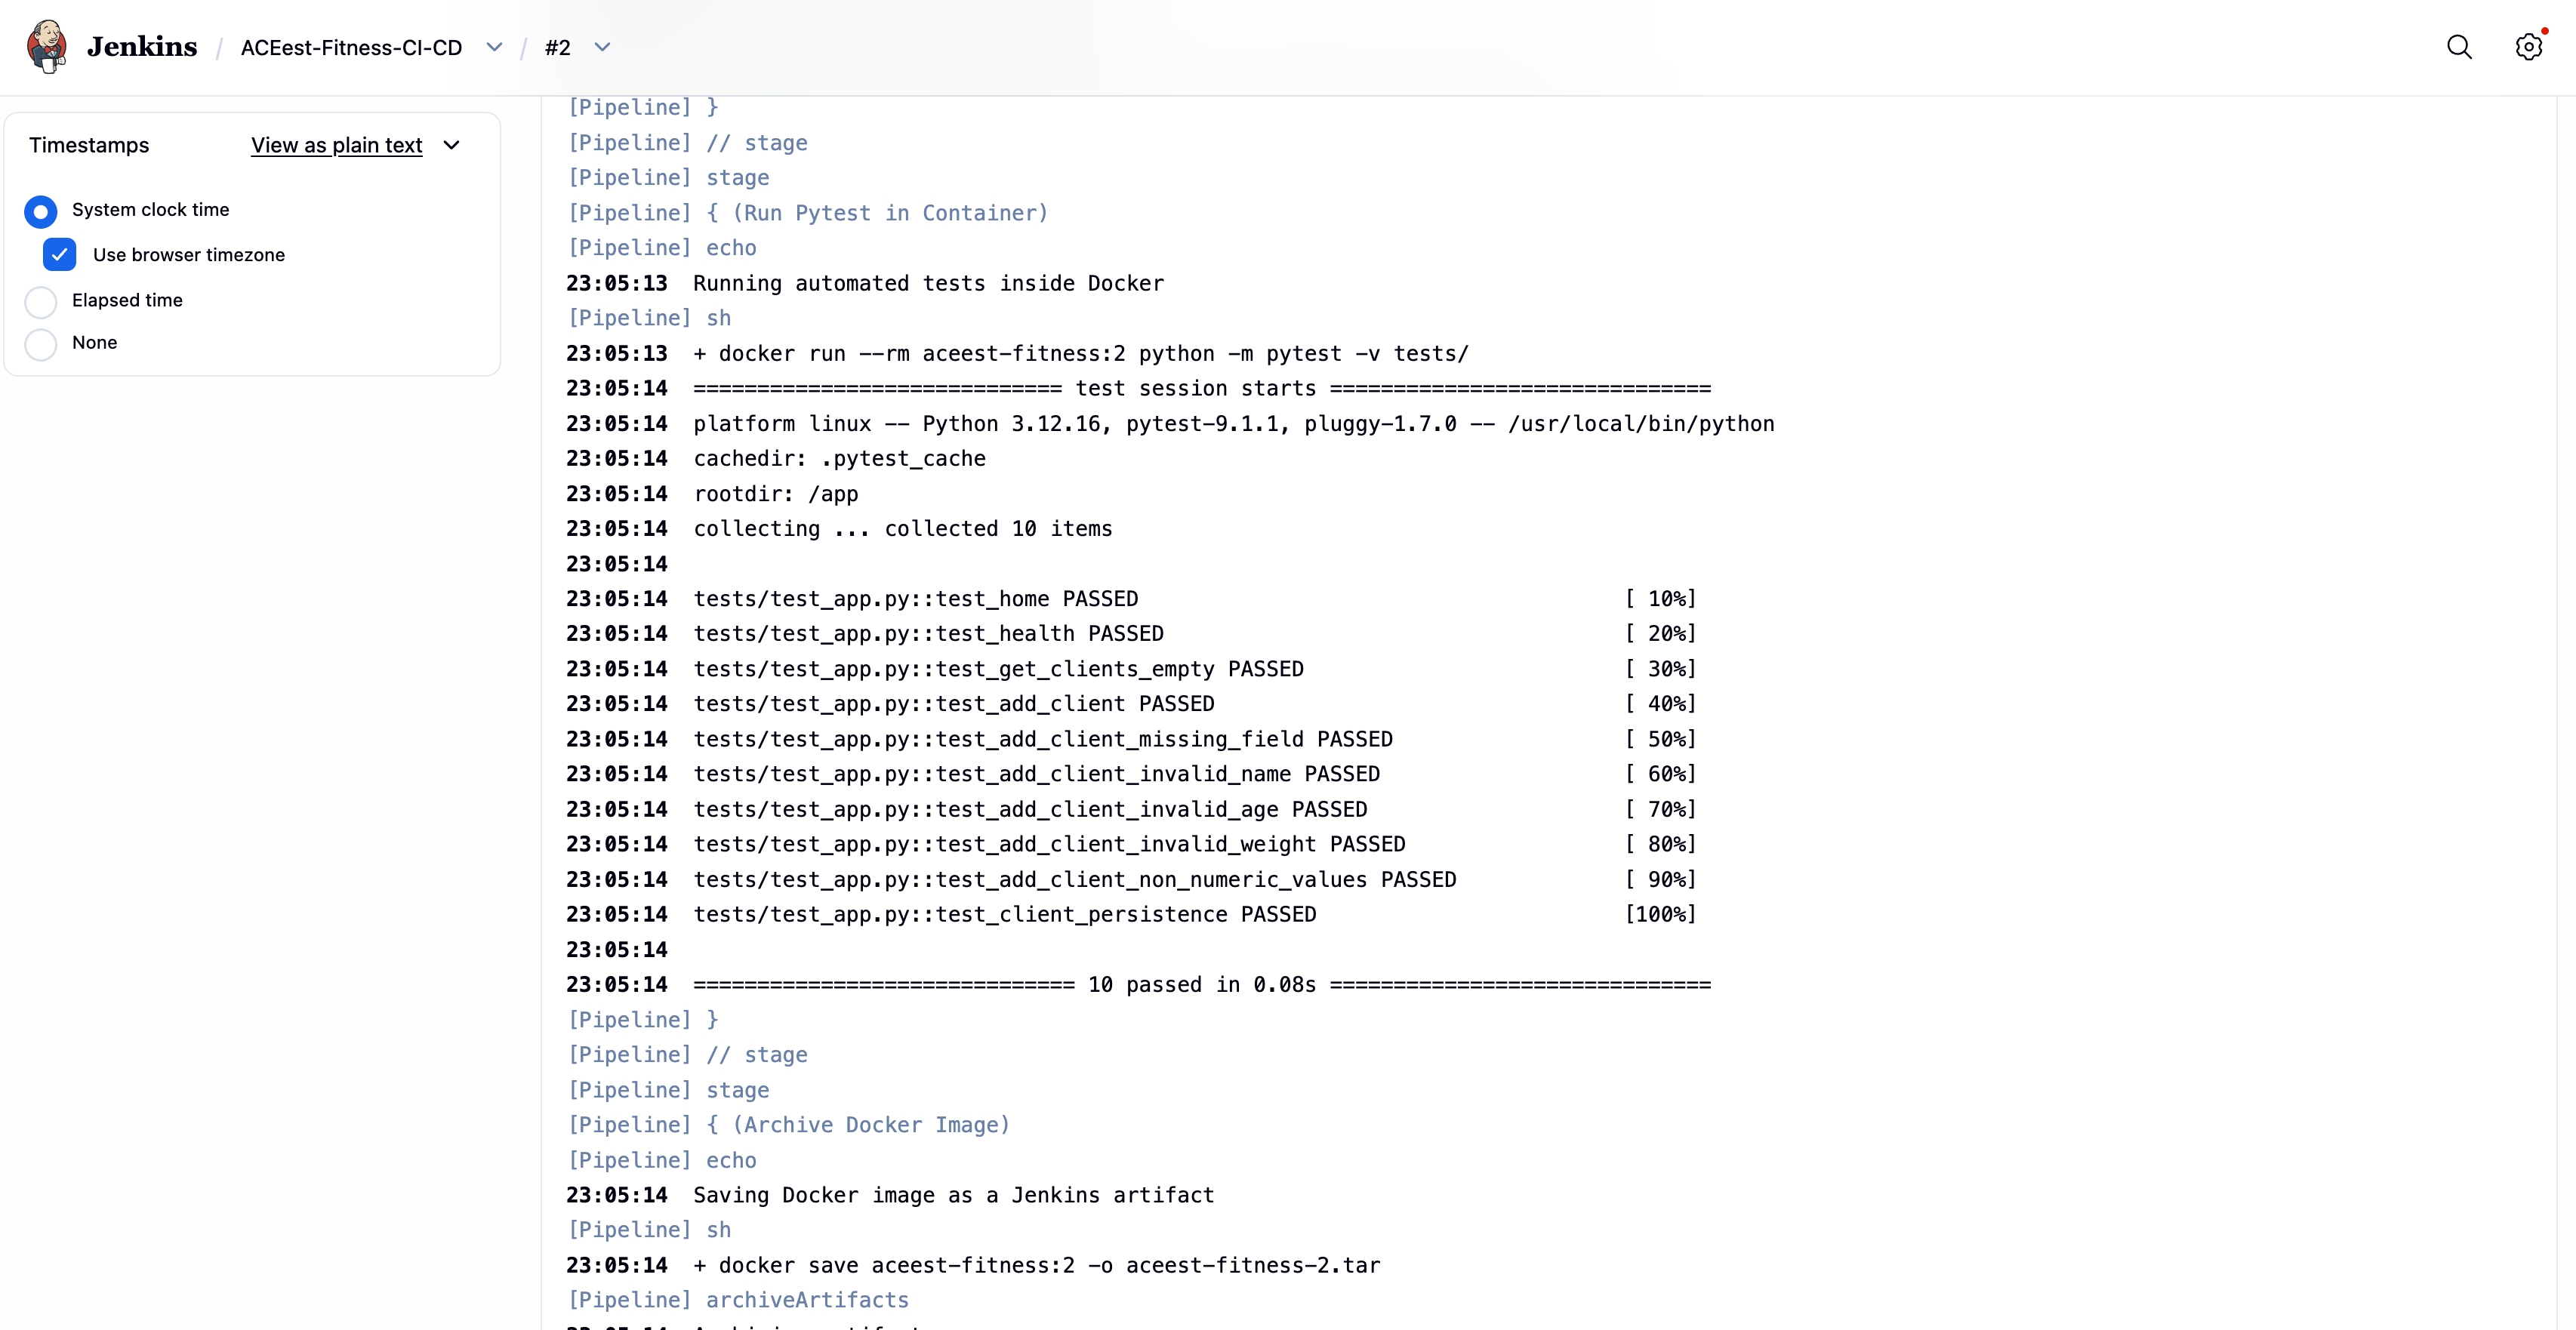 Jenkins / ACEest-Fitness-CI-CD / #2
Timestamps View as plain text
System clock time
Use browser timezone
Elapsed time
None
[Pipeline] }
[Pipeline] // stage
[Pipeline] stage
[Pipeline] { (Run Pytest in Container)
[Pipeline] echo
23:05:13 Running automated tests inside Docker
[Pipeline] sh
23:05:13 + docker run --rm aceest-fitness:2 python -m pytest -v tests/
23:05:14 ============================= test session starts ==============================
23:05:14 platform linux -- Python 3.12.16, pytest-9.1.1, pluggy-1.7.0 -- /usr/local/bin/python
23:05:14 cachedir: .pytest_cache
23:05:14 rootdir: /app
23:05:14 collecting ... collected 10 items
23:05:14
23:05:14 tests/test_app.py::test_home PASSED [ 10%]
23:05:14 tests/test_app.py::test_health PASSED [ 20%]
23:05:14 tests/test_app.py::test_get_clients_empty PASSED [ 30%]
23:05:14 tests/test_app.py::test_add_client PASSED [ 40%]
23:05:14 tests/test_app.py::test_add_client_missing_field PASSED [ 50%]
23:05:14 tests/test_app.py::test_add_client_invalid_name PASSED [ 60%]
23:05:14 tests/test_app.py::test_add_client_invalid_age PASSED [ 70%]
23:05:14 tests/test_app.py::test_add_client_invalid_weight PASSED [ 80%]
23:05:14 tests/test_app.py::test_add_client_non_numeric_values PASSED [ 90%]
23:05:14 tests/test_app.py::test_client_persistence PASSED [100%]
23:05:14
23:05:14 ============================== 10 passed in 0.08s ==============================
[Pipeline] }
[Pipeline] // stage
[Pipeline] stage
[Pipeline] { (Archive Docker Image)
[Pipeline] echo
23:05:14 Saving Docker image as a Jenkins artifact
[Pipeline] sh
23:05:14 + docker save aceest-fitness:2 -o aceest-fitness-2.tar
[Pipeline] archiveArtifacts